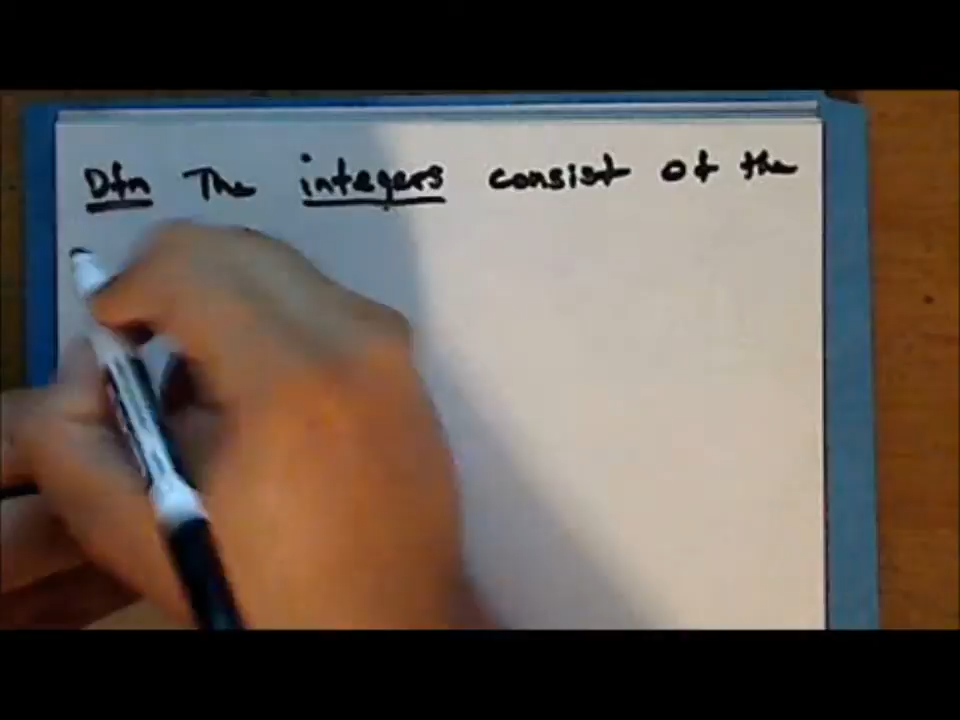 Dfn The integers consist of the